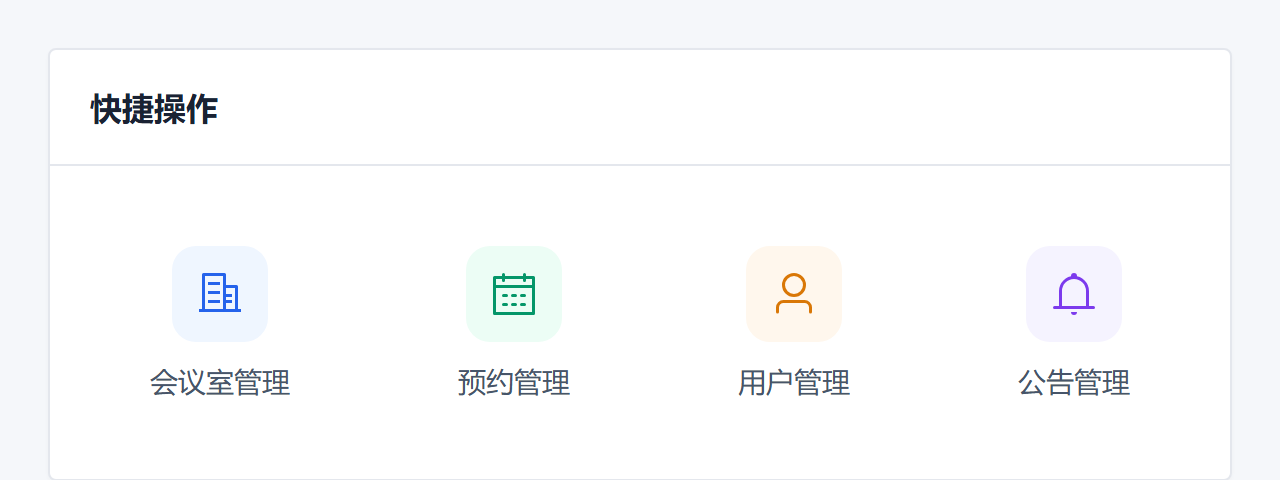 快捷操作
会议室管理
预约管理
用户管理
公告管理